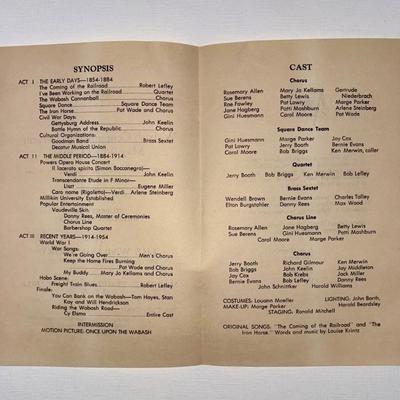 SYNOPSIS
ACT I THE EARLY DAYS—1854-1884
The Coming of the Railroad Robert Lefley
I've Been Working on the Railroad Quartet
The Wabash Cannonball Chorus
Square Dance Square Dance Team
The Iron Horse Pat Wade and Chorus
Civil War Days:
Gettysburg Address John Keelin
Battle Hymn of the Republic Chorus
Cultural Organizations:
Goodman Band Brass Sextet
Decatur Musical Union
ACT II THE MIDDLE PERIOD—1884-1914
Powers Opera House Concert
Il lacerato spirito (Simon Boccanegra)—
Verdi John Keelin
Transcendante Etude in F Minor—
Liszt Eugene Miller
Caro nome (Rigoletto)—Verdi Arlene Steinberg
Millikin University Established
Popular Entertainment
Vaudeville Skit
Danny Rees, Master of Ceremonies
Chorus Line
Barbershop Quartet
ACT III RECENT YEARS—1914-1954
World War I
War Songs:
We're Going Over Men's Chorus
Keep the Home Fires Burning
Pat Wade and Chorus
My Buddy Mary Jo Kellams and Chorus
Hobo Scene:
Freight Train Blues Robert Lefley
Finale:
You Can Bank on the Wabash—Tom Hayes, Stan
Kay and Will Hendrickson
Riding the Wabash Road—
Cy Elsma Entire Cast
INTERMISSION
MOTION PICTURE: ONCE UPON THE WABASH
CAST
Chorus
Rosemary Allen Mary Jo Kellams Gertrude
Sue Berens Betty Lewis Niederbrach
Rae Fawley Pat Lowry Marge Parker
Jane Hagberg Patti Mashburn Arlene Steinberg
Gini Huesmann Carol Moore Pat Wade
Square Dance Team
Gini Huesmann Marge Parker Jay Cox
Pat Lowry Jerry Booth Bernie Evans
Carol Moore Bob Briggs Ken Merwin, caller
Quartet
Jerry Booth Bob Briggs Ken Merwin Bob Lefley
Brass Sextet
Wendell Brown Bernie Evans Charles Talley
Elton Burgstahler Danny Rees Max Wood
Chorus Line
Rosemary Allen Jane Hagberg Betty Lewis
Sue Berens Gini Huesmann Patti Mashburn
Carol Moore Marge Parker
Chorus
Jerry Booth Richard Gilmour Ken Merwin
Bob Briggs John Keelin Jay Middleton
Jay Cox Bob Krebs Jack Miller
Bernie Evans Bob Lefley Danny Rees
John Schnitker Harold Williams
COSTUMES: Louann Moeller LIGHTING: John Barth,
MAKE-UP: Marge Parker Harold Beardsley
STAGING: Ronald Mitchell
ORIGINAL SONGS: "The Coming of the Railroad" and "The
Iron Horse." Words and music by Louise Krintz